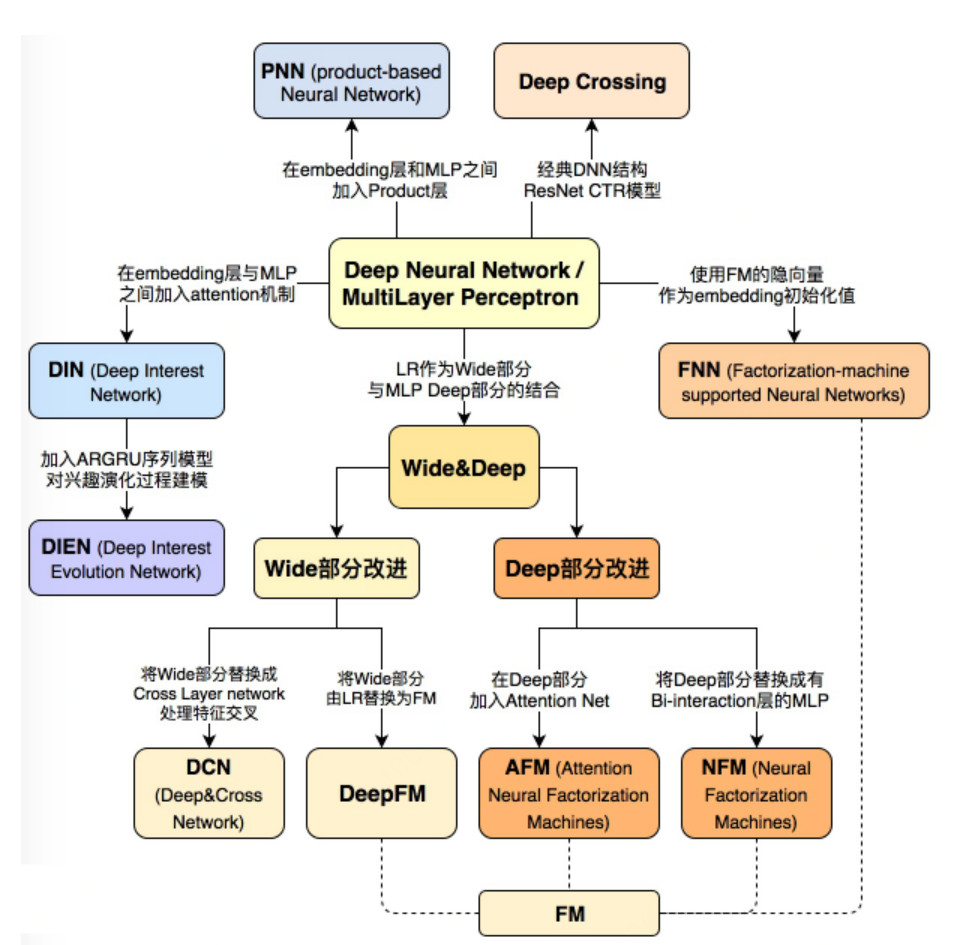 PNN (product-based
Neural Network)
Deep Crossing
在embedding层和MLP之间
加入Product层
经典DNN结构
ResNet CTR模型
Deep Neural Network /
MultiLayer Perceptron
在embedding层与MLP
之间加入attention机制
使用FM的隐向量
作为embedding初始化值
DIN (Deep Interest
Network)
LR作为Wide部分
与MLP Deep部分的结合
FNN (Factorization-machine
supported Neural Networks)
加入ARGRU序列模型
对兴趣演化过程建模
Wide&Deep
DIEN (Deep Interest
Evolution Network)
Wide部分改进
Deep部分改进
将Wide部分替换成
Cross Layer network
处理特征交叉
将Wide部分
由LR替换为FM
在Deep部分
加入Attention Net
将Deep部分替换成有
Bi-interaction层的MLP
DCN
(Deep&Cross
Network)
DeepFM
AFM (Attention
Neural Factorization
Machines)
NFM (Neural
Factorization
Machines)
FM